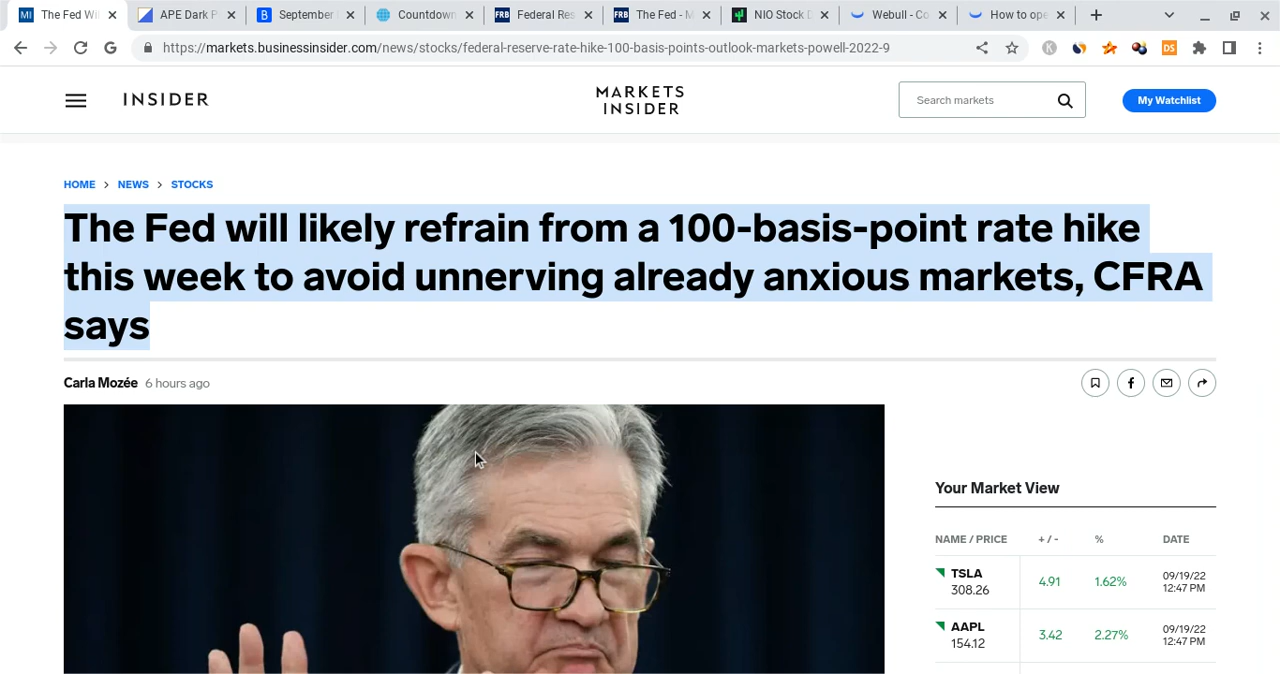 The Fed Wi
APE Dark P
September
Countdown
Federal Res
The Fed - M
NIO Stock D
Webull - Co
How to ope
https://markets.businessinsider.com/news/stocks/federal-reserve-rate-hike-100-basis-points-outlook-markets-powell-2022-9
INSIDER
MARKETS
INSIDER
Search markets
My Watchlist
HOME > NEWS > STOCKS
The Fed will likely refrain from a 100-basis-point rate hike
this week to avoid unnerving already anxious markets, CFRA
says
Carla Mozée 6 hours ago
Your Market View
NAME / PRICE + / - % DATE
TSLA
308.26
4.91
1.62%
09/19/22
12:47 PM
AAPL
154.12
3.42
2.27%
09/19/22
12:47 PM